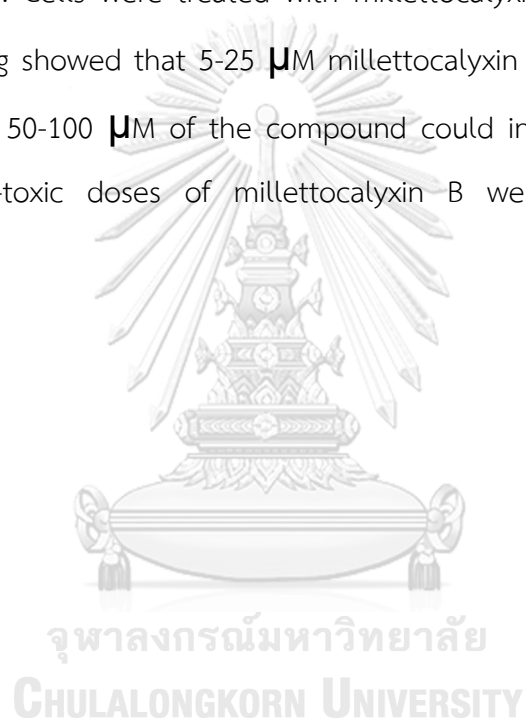 Cells were treated with millettocalyxi
g showed that 5-25 µM millettocalyxin
50-100 µM of the compound could in
-toxic doses of millettocalyxin B we
จุฬาลงกรณ์มหาวิทยาลัย
CHULALONGKORN UNIVERSITY